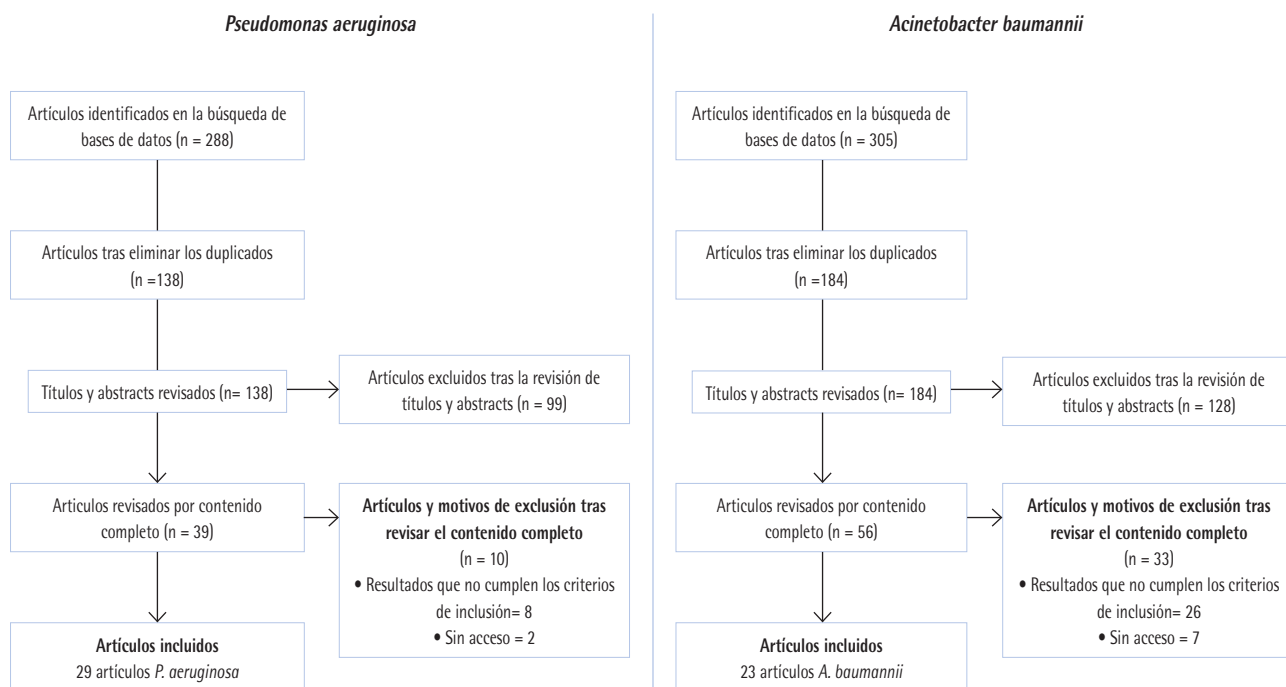 Pseudomonas aeruginosa
Artículos identificados en la búsqueda de
bases de datos (n = 288)
Artículos tras eliminar los duplicados
(n =138)
Títulos y abstracts revisados (n= 138)
Artículos excluidos tras la revisión de
títulos y abstracts (n = 99)
Articulos revisados por contenido
completo (n = 39)
Artículos y motivos de exclusión tras
revisar el contenido completo
(n = 10)
• Resultados que no cumplen los criterios
de inclusión= 8
• Sin acceso = 2
Artículos incluidos
29 artículos P. aeruginosa
Acinetobacter baumannii
Artículos identificados en la búsqueda de
bases de datos (n = 305)
Artículos tras eliminar los duplicados
(n =184)
Títulos y abstracts revisados (n= 184)
Artículos excluidos tras la revisión de
títulos y abstracts (n = 128)
Articulos revisados por contenido
completo (n = 56)
Artículos y motivos de exclusión tras
revisar el contenido completo
(n = 33)
• Resultados que no cumplen los criterios
de inclusión= 26
• Sin acceso = 7
Artículos incluidos
23 artículos A. baumannii